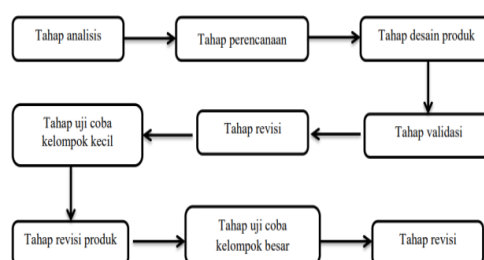 Tahap analisis
Tahap perencanaan
Tahap desain produk
Tahap validasi
Tahap revisi
Tahap uji coba
kelompok kecil
Tahap revisi produk
Tahap uji coba
kelompok besar
Tahap revisi